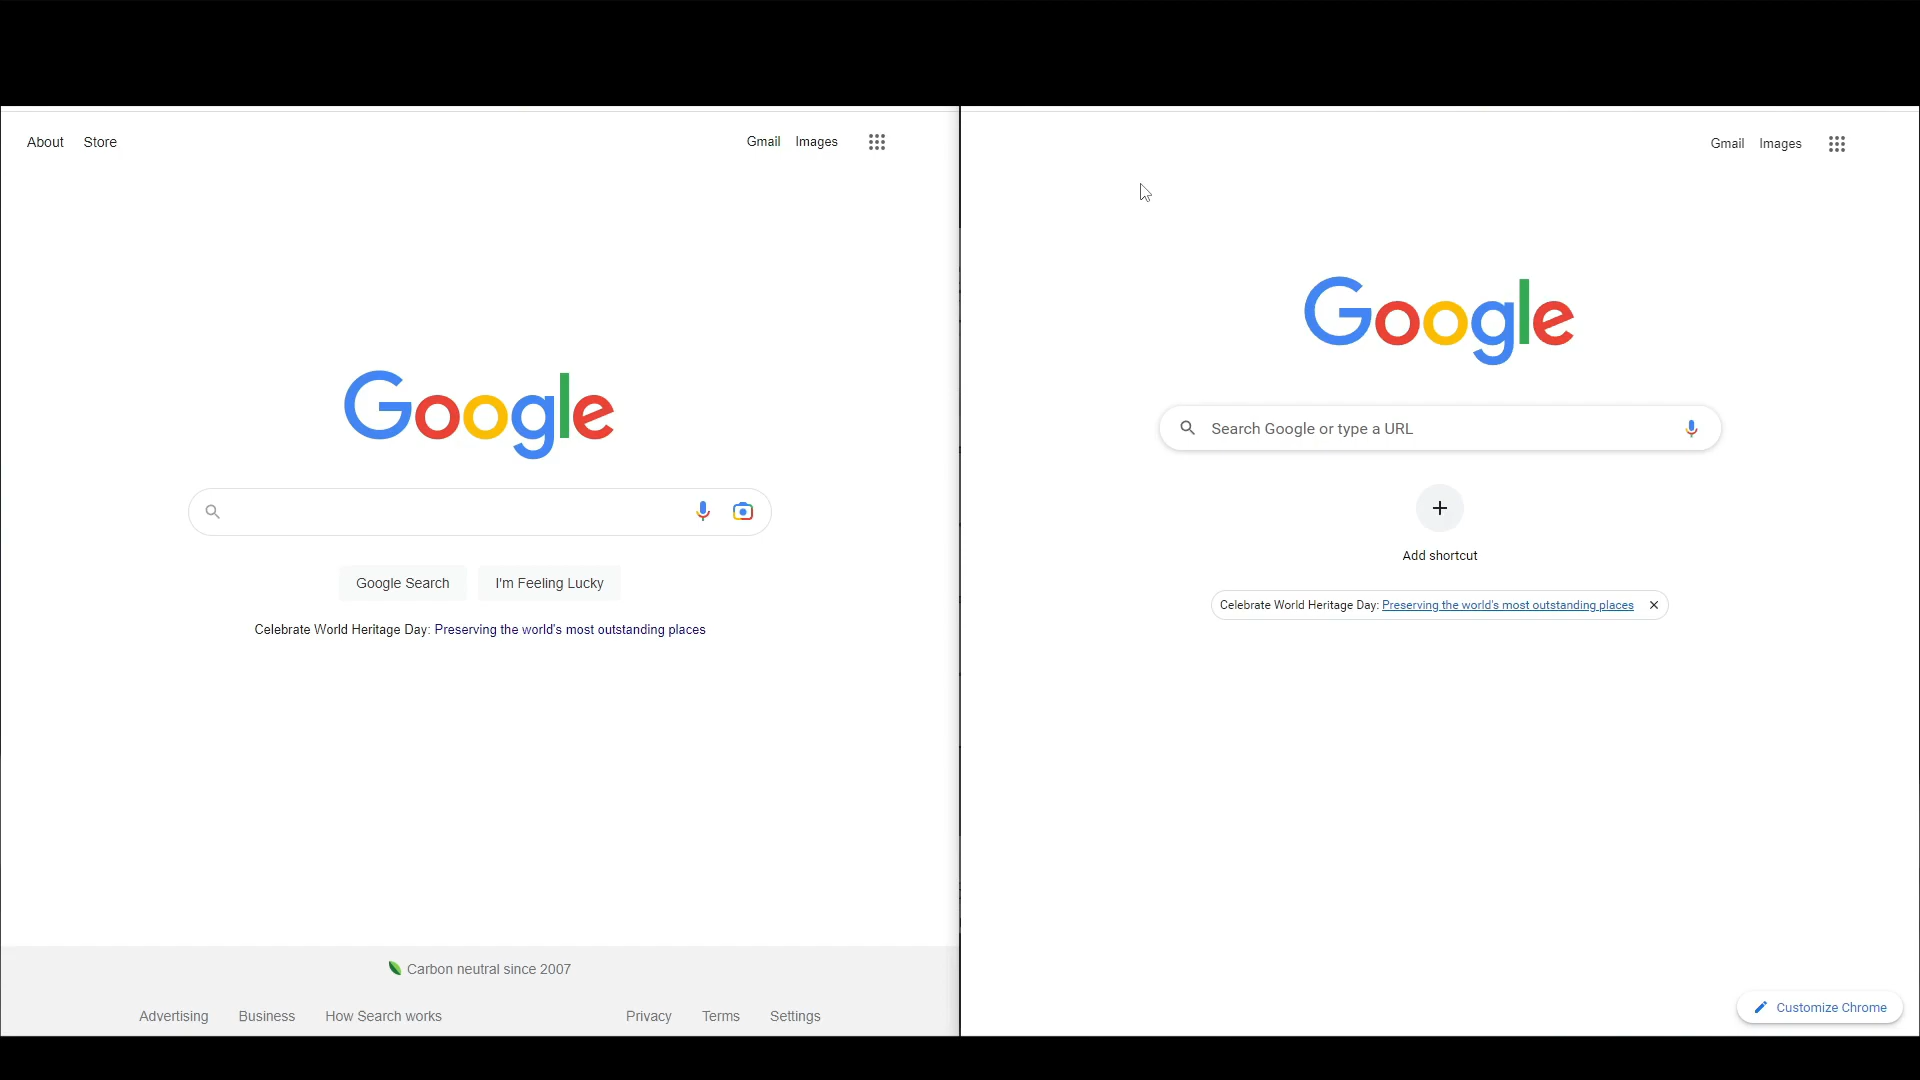 About Store Gmail Images
Google
Google Search I'm Feeling Lucky
Celebrate World Heritage Day: Preserving the world's most outstanding places
Carbon neutral since 2007
Advertising Business How Search works Privacy Terms Settings
Gmail Images
Google
Search Google or type a URL
Add shortcut
Celebrate World Heritage Day: Preserving the world's most outstanding places
Customize Chrome